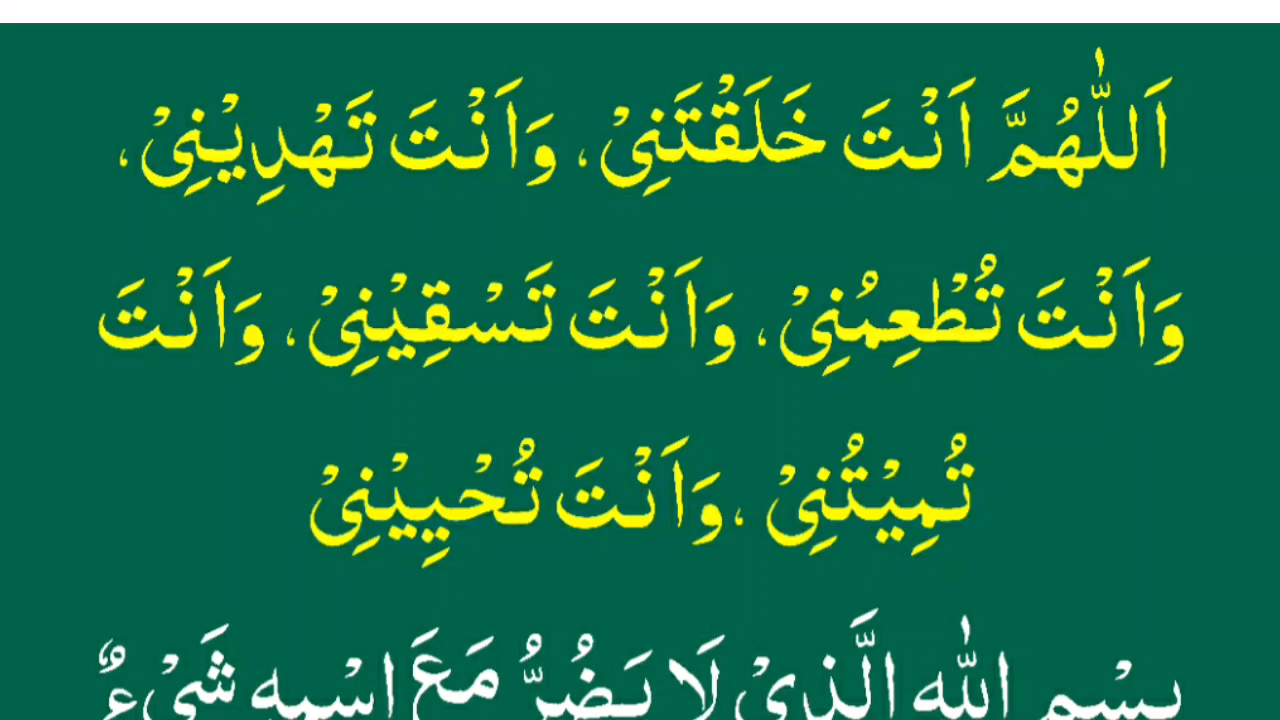 اَللّٰهُمَّ اَنْتَ خَلَقْتَنِيْ، وَاَنْتَ تَهْدِيْنِيْ،
وَاَنْتَ تُطْعِمُنِيْ، وَاَنْتَ تَسْقِيْنِيْ، وَاَنْتَ
تُمِيْتُنِيْ ،وَاَنْتَ تُحْيِيْنِيْ
بِسْمِ اللّٰهِ الَّذِيْ لَا يَضُرُّ مَعَ اسْمِهِ شَيْءٌ